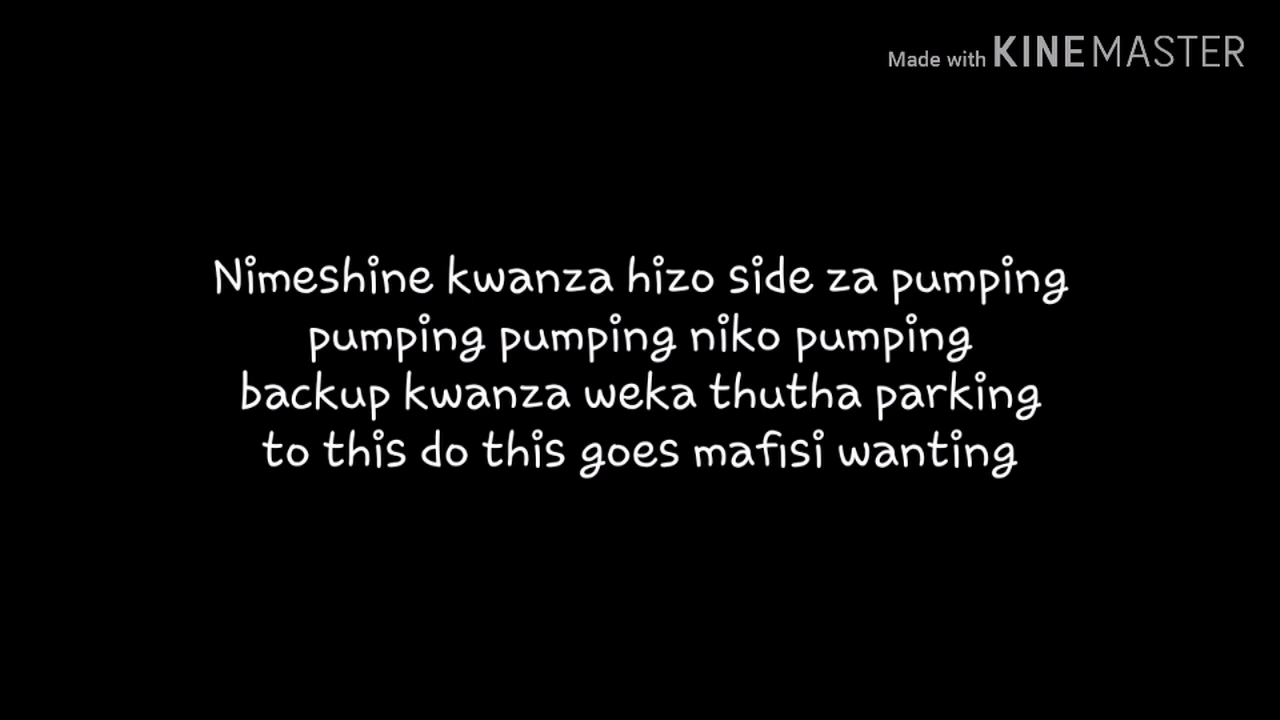 Made with KINEMASTER
Nimeshine kwanza hizo side za pumping
pumping pumping niko pumping
backup kwanza weka thutha parking
to this do this goes mafisi wanting